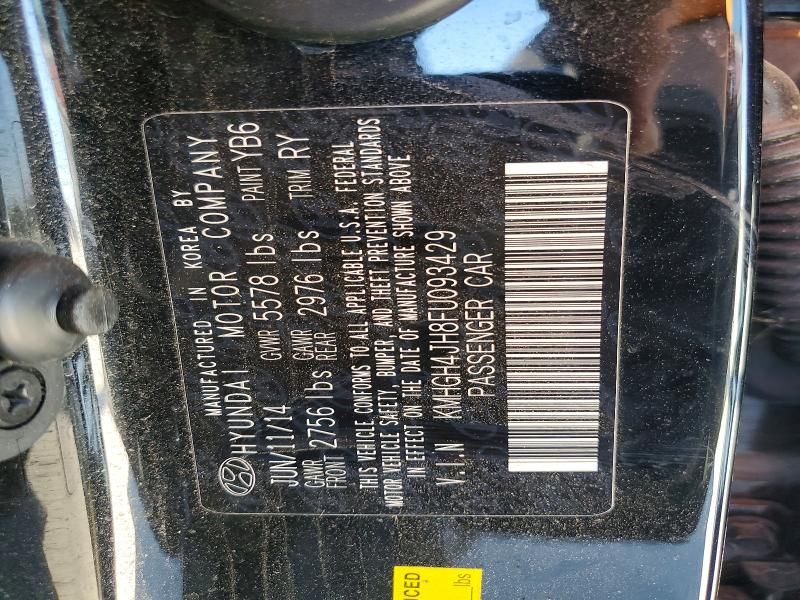 MANUFACTURED IN KOREA BY
HYUNDAI MOTOR COMPANY
JUN/11/14 GVWR 5578 lbs PAINT YB6
GAWR FRONT 2756 lbs GAWR REAR 2976 lbs TRIM RY
THIS VEHICLE CONFORMS TO ALL APPLICABLE U.S.A. FEDERAL
MOTOR VEHICLE SAFETY, BUMPER, AND THEFT PREVENTION STANDARDS
IN EFFECT ON THE DATE OF MANUFACTURE SHOWN ABOVE
V I N KMHGH4JH8FU093429
PASSENGER CAR
lbs